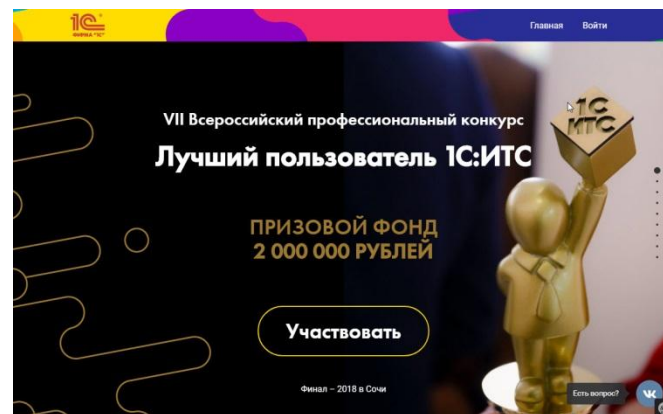 1С
ФИРМА "1С"
Главная Войти
VII Всероссийский профессиональный конкурс
Лучший пользователь 1С:ИТС
ПРИЗОВОЙ ФОНД
2 000 000 РУБЛЕЙ
Участвовать
Финал – 2018 в Сочи
1С
ИТС
Есть вопрос?